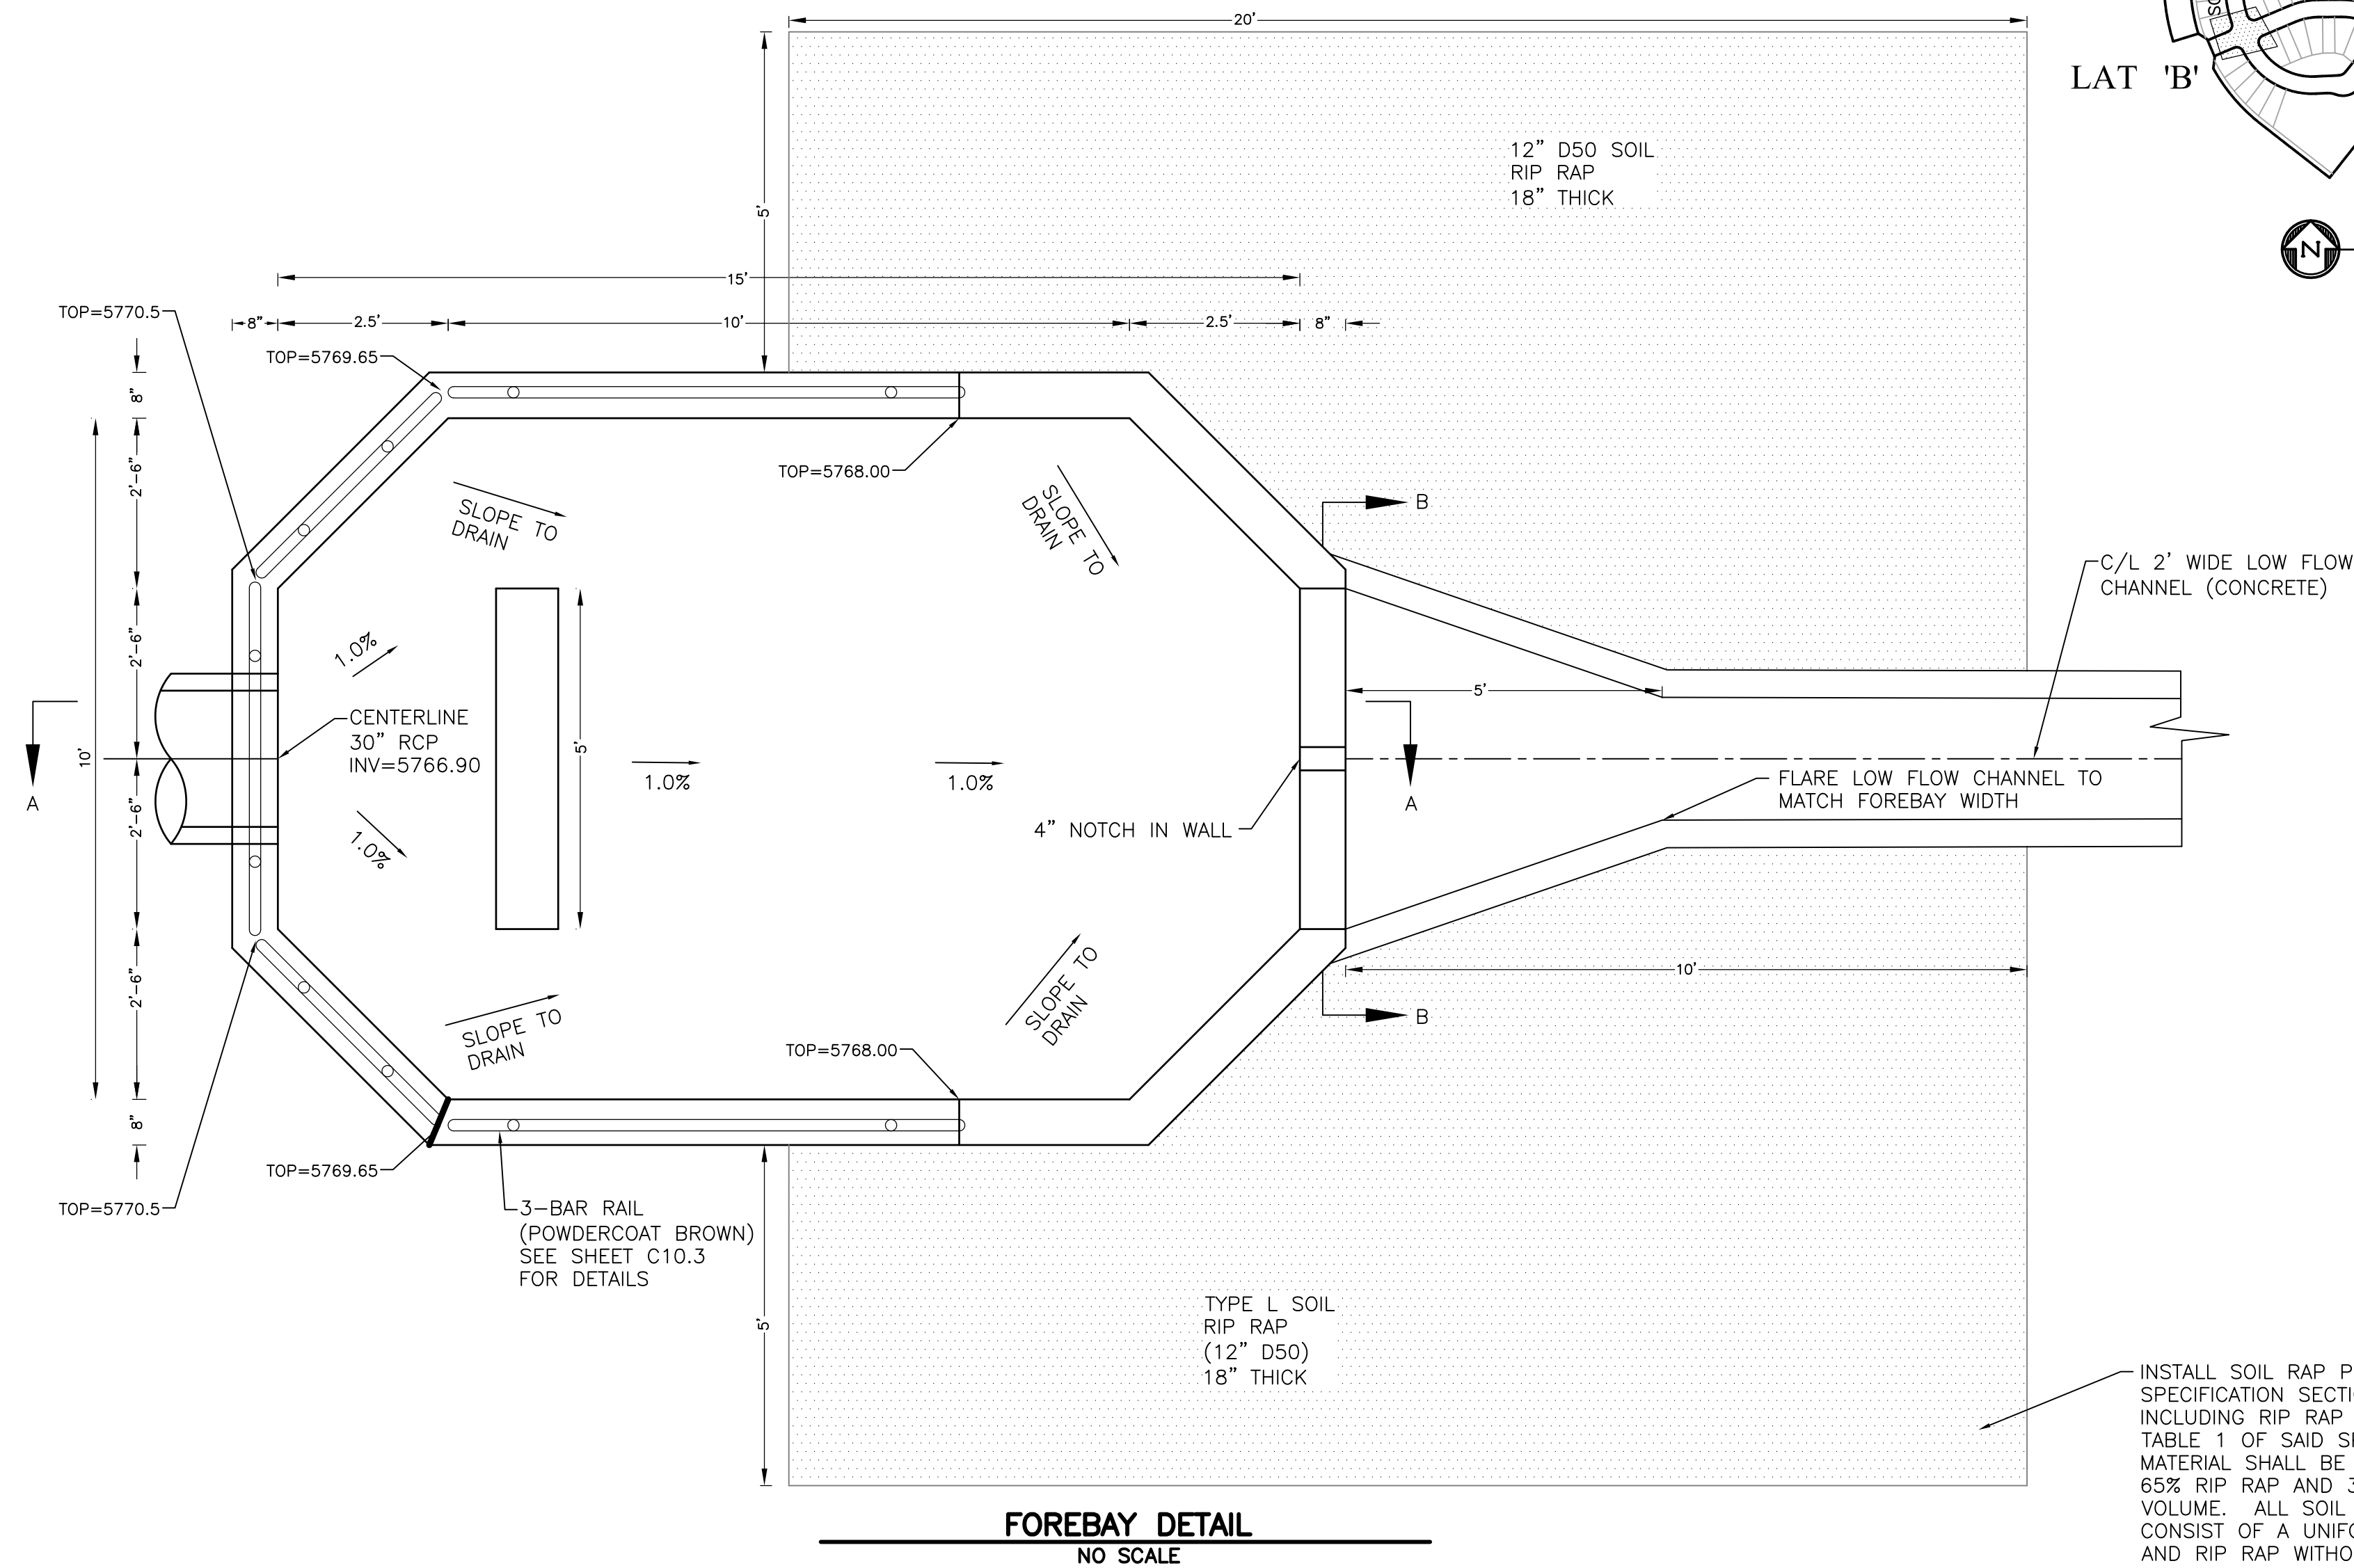 20'
SO
LAT 'B'
12" D50 SOIL
RIP RAP
18" THICK
N
5'
15'
TOP=5770.5
8"
2.5'
10'
2.5'
8"
TOP=5769.65
8"
TOP=5768.00
2'-6"
SLOPE TO
DRAIN
SLOPE TO
DRAIN
B
C/L 2' WIDE LOW FLOW
CHANNEL (CONCRETE)
2'-6"
1.0%
5'
CENTERLINE
30" RCP
INV=5766.90
10'
5'
1.0%
1.0%
A
A
FLARE LOW FLOW CHANNEL TO
MATCH FOREBAY WIDTH
2'-6"
1.0%
4" NOTCH IN WALL
10'
2'-6"
SLOPE TO
DRAIN
SLOPE TO
DRAIN
B
TOP=5768.00
8"
TOP=5769.65
TOP=5770.5
3-BAR RAIL
(POWDERCOAT BROWN)
SEE SHEET C10.3
FOR DETAILS
5'
TYPE L SOIL
RIP RAP
(12" D50)
18" THICK
INSTALL SOIL RAP P
SPECIFICATION SECTI
INCLUDING RIP RAP
TABLE 1 OF SAID S
MATERIAL SHALL BE
65% RIP RAP AND 3
VOLUME. ALL SOIL
CONSIST OF A UNIFO
AND RIP RAP WITHO
FOREBAY DETAIL
NO SCALE